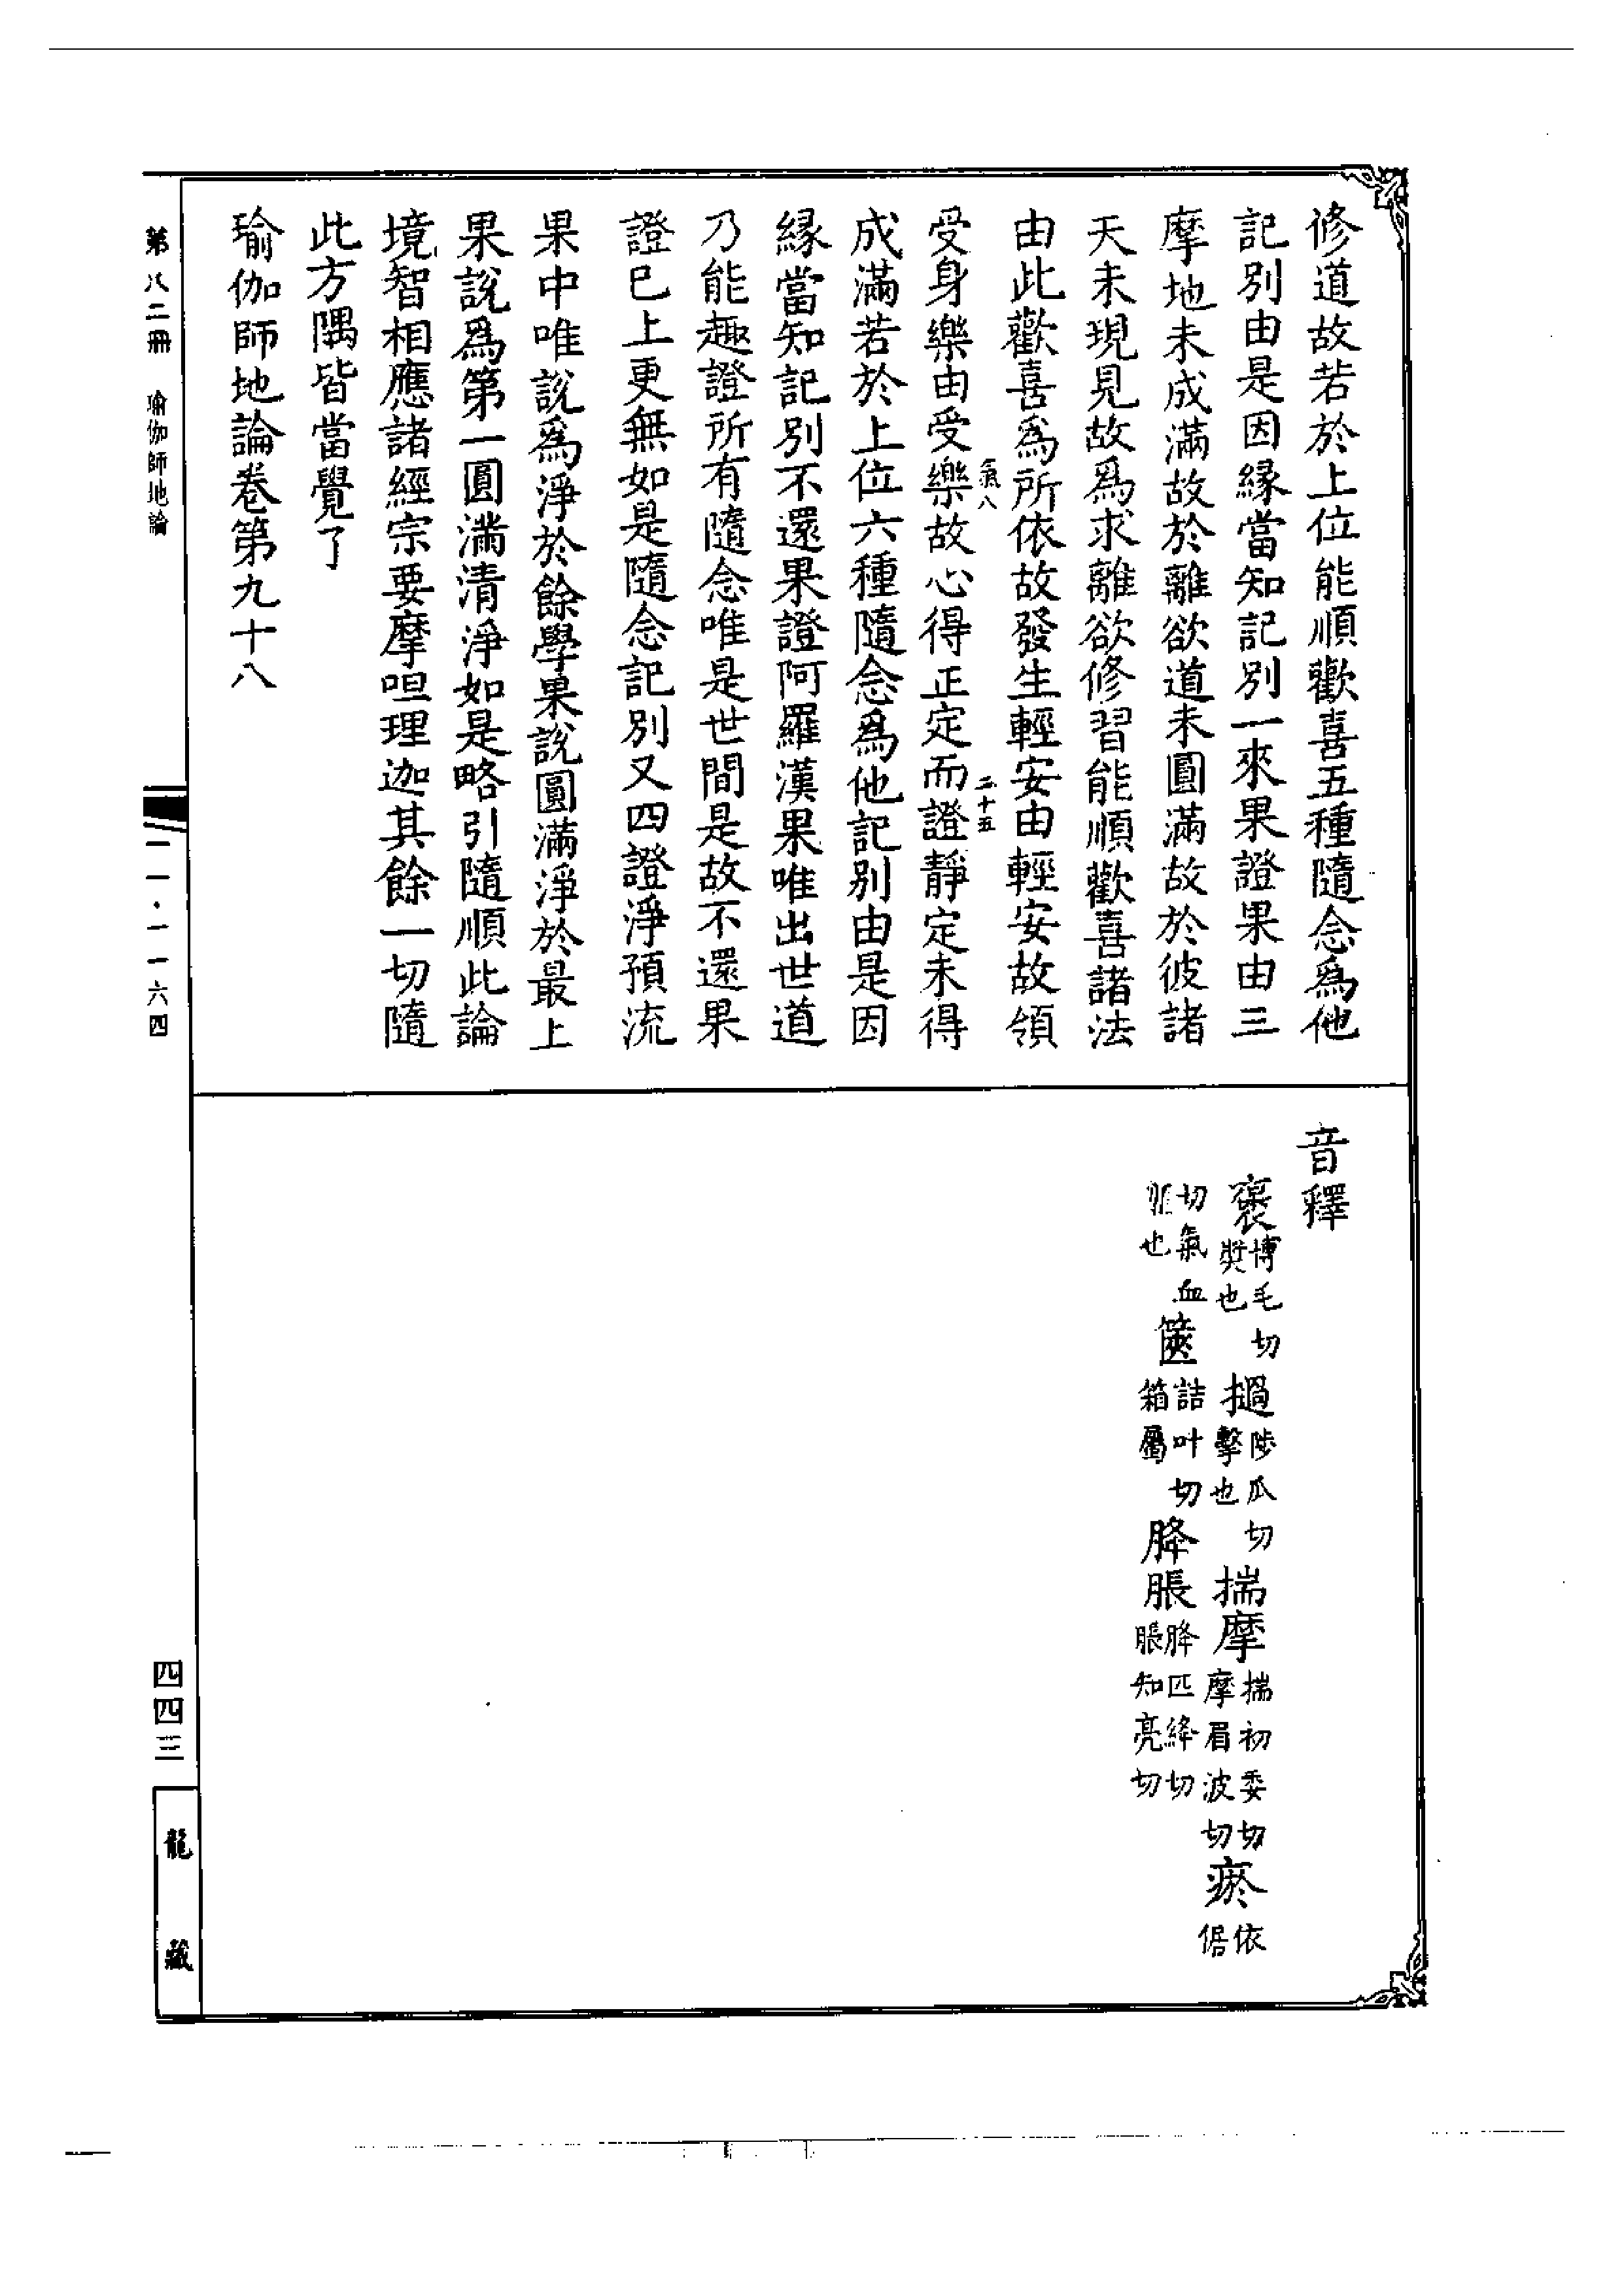 修道故若於上位能順歡喜五種隨念爲他
記別由是因緣當知記別一來果證果由三
摩地未成滿故於離欲道未圓滿故於彼諸
天未現見故爲求離欲修習能順歡喜諸法
由此歡喜爲所依故發生輕安由輕安故領
氣八
二十五
受身樂由受樂故心得正定而證靜定未得
成滿若於上位六種隨念爲他記別由是因
緣當知記別不還果證阿羅漢果唯出世道
乃能趣證所有隨念唯是世間是故不還果
證已上更無如是隨念記別又四證淨預流
果中唯說爲淨於餘學果說圓滿淨於最上
果說爲第一圓滿清淨如是略引隨順此論
境智相應諸經宗要摩呾理迦其餘一切隨
此方隅皆當覺了
瑜伽師地論卷第九十八
音釋
褒博毛切奬也 撾陟瓜切擊也 揣摩揣初委切摩眉波切 瘀依倨
切氣血也 篋詰叶切箱屬 胮脹胮匹絳切脹知亮切
第八二冊 瑜伽師地論
一一一·一一六四
四四三
龍藏